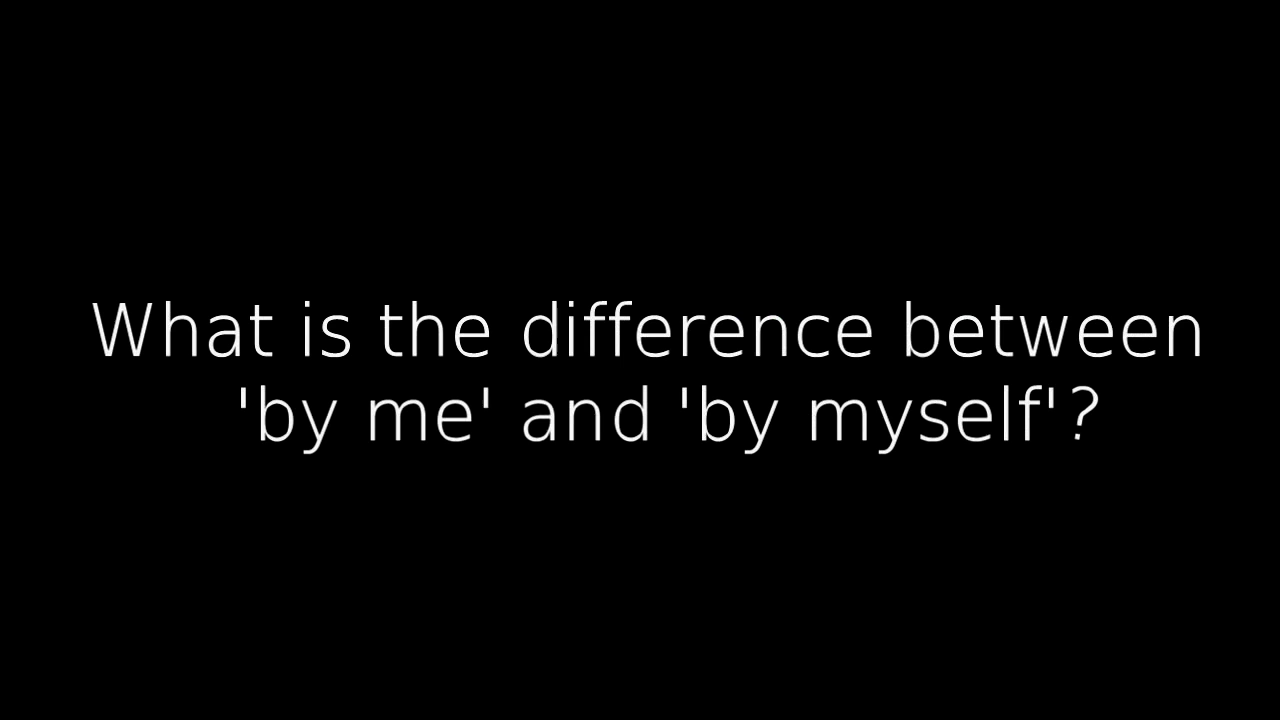 What is the difference between
'by me' and 'by myself'?